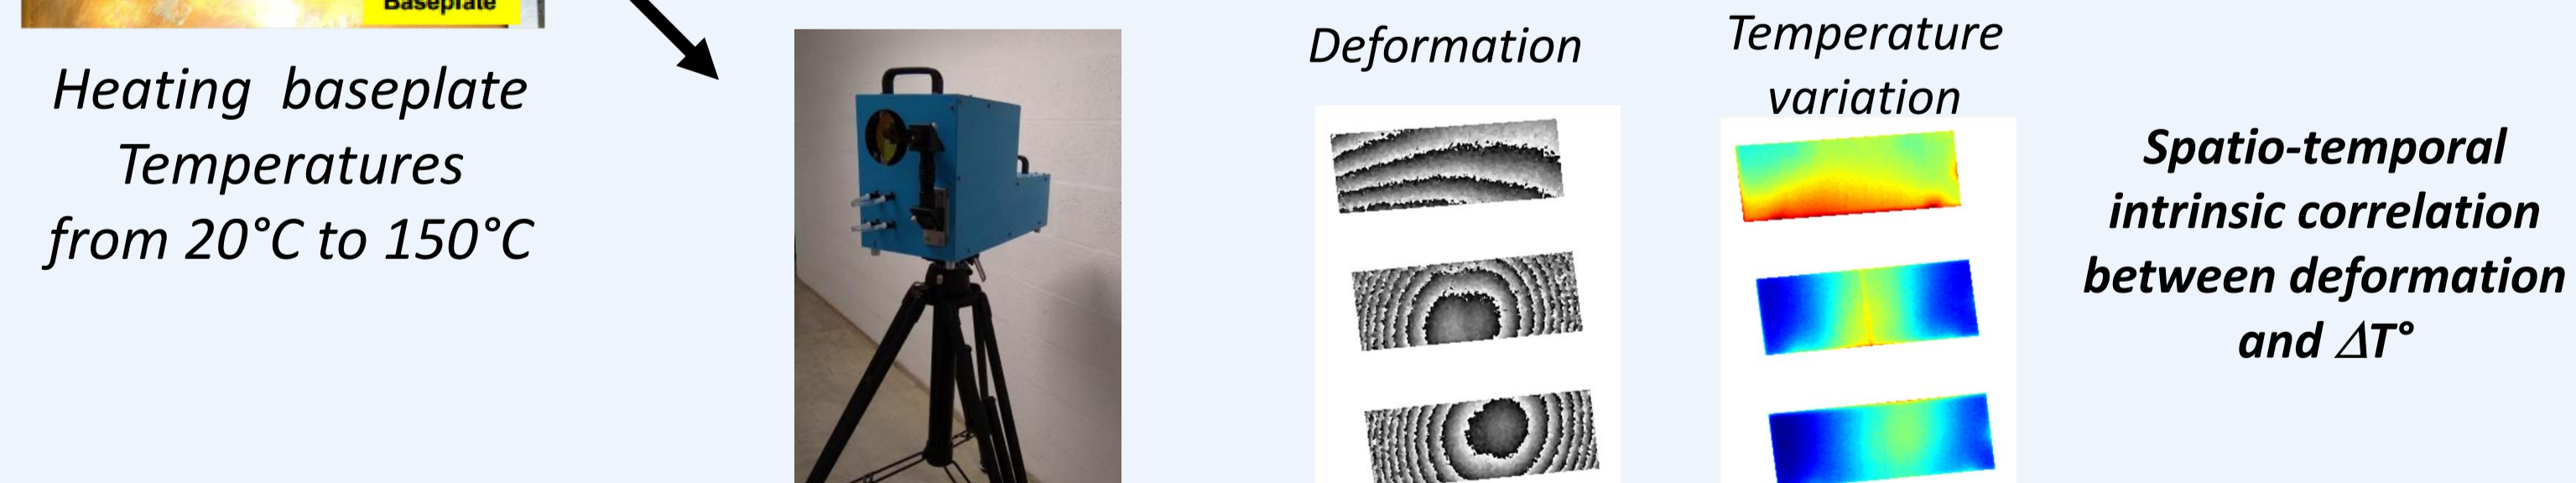 Baseplate
Heating baseplate
Temperatures
from 20°C to 150°C
Deformation
Temperature
variation
Spatio-temporal
intrinsic correlation
between deformation
and ΔT°